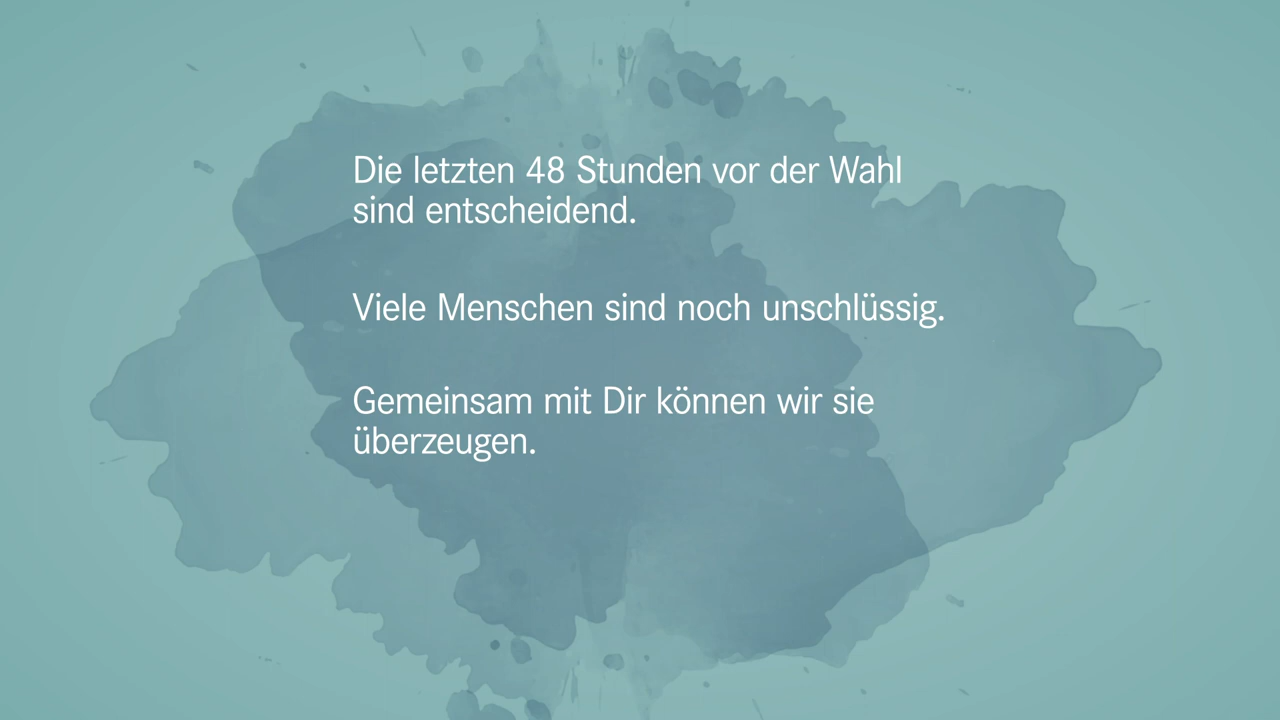 Die letzten 48 Stunden vor der Wahl
sind entscheidend.
Viele Menschen sind noch unschlüssig.
Gemeinsam mit Dir können wir sie
überzeugen.